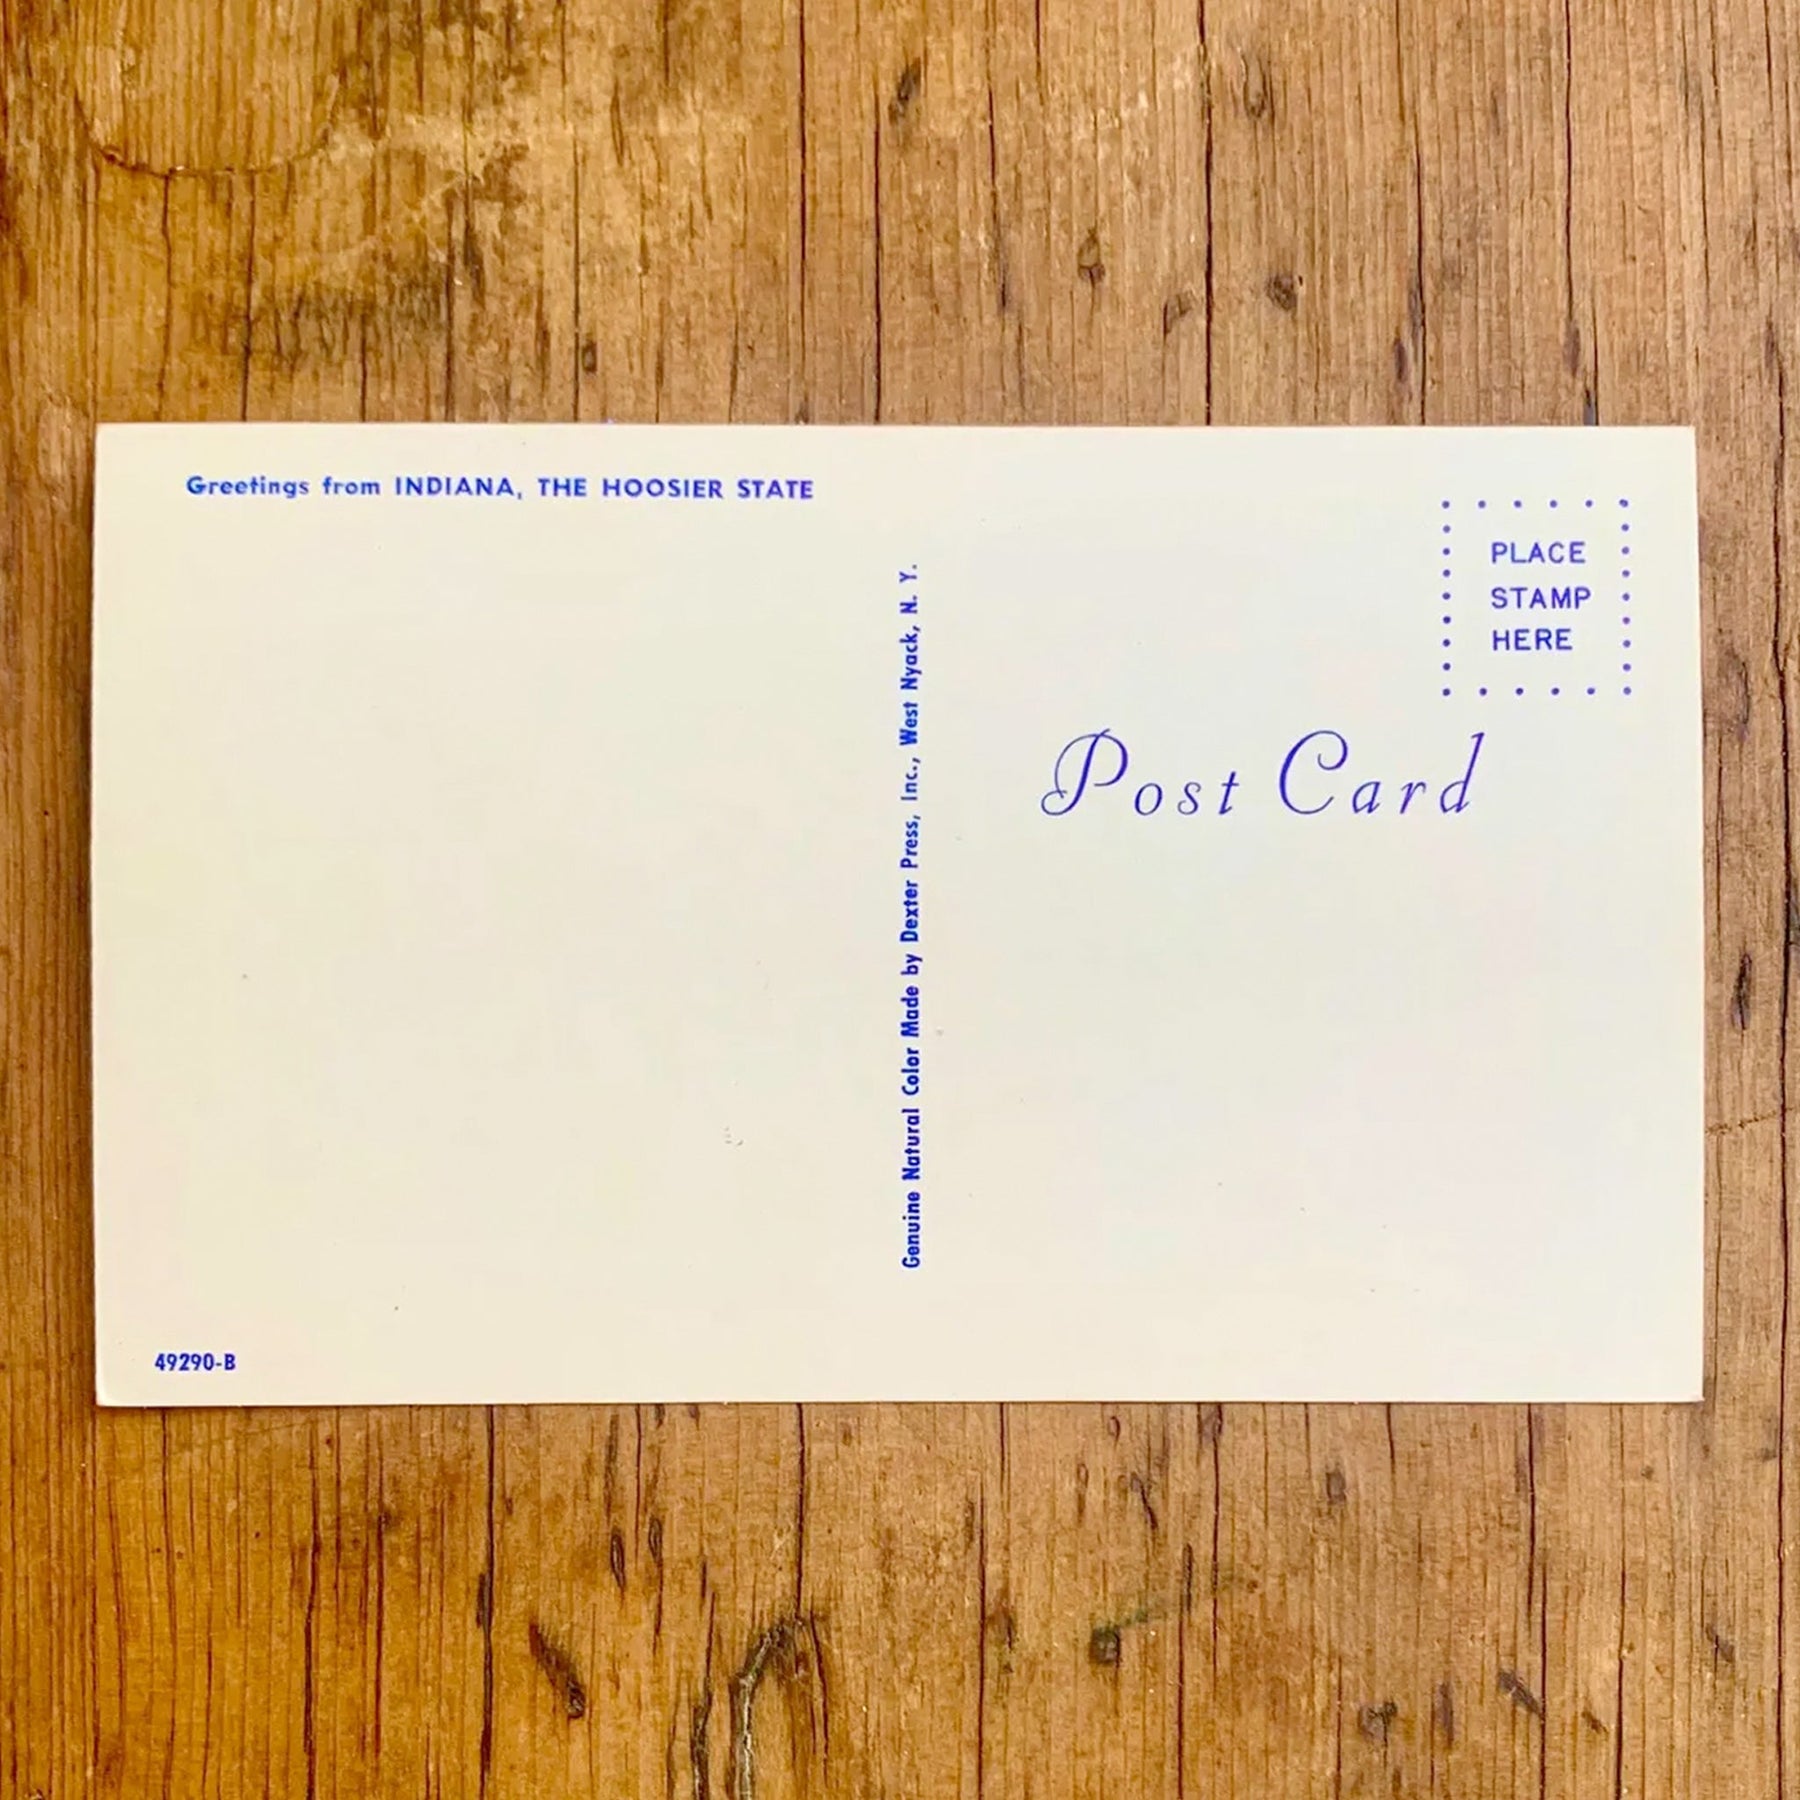 Greetings from INDIANA, THE HOOSIER STATE
Genuine Natural Color Made by Dexter Press, Inc., West Nyack, N. Y.
PLACE
STAMP
HERE
Post Card
49290-B